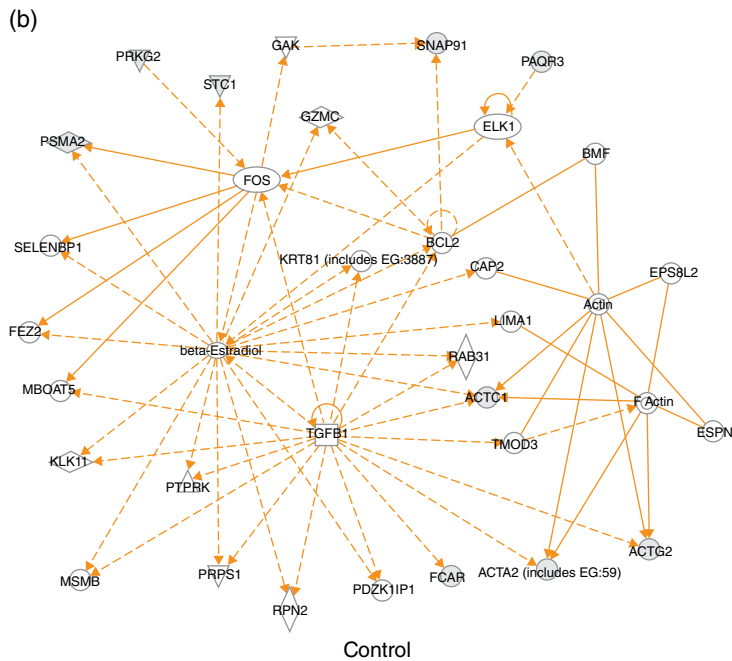 (b)
GAK
SNAP91
PRKG2
PAQR3
STC1
GZMC
ELK1
PSMA2
BMF
FOS
SELENBP1
BCL2
KRT81 (includes EG:3887)
CAP2
EPS8L2
Actin
FEZ2
LIMA1
beta-Estradiol
RAB31
MBOAT5
ACTC1
F Actin
TGFB1
ESPN
TMOD3
KLK11
PTPRK
ACTG2
MSMB
PRPS1
FCAR
ACTA2 (includes EG:59)
PDZK1IP1
RPN2
Control